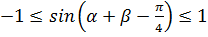 −1 ≤ sin(α + β − π/4) ≤ 1